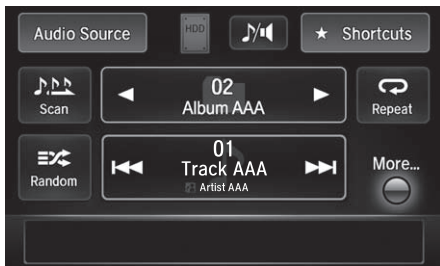 Audio Source
HDD
Shortcuts
Scan
02
Album AAA
Repeat
Random
01
Track AAA
Artist AAA
More...